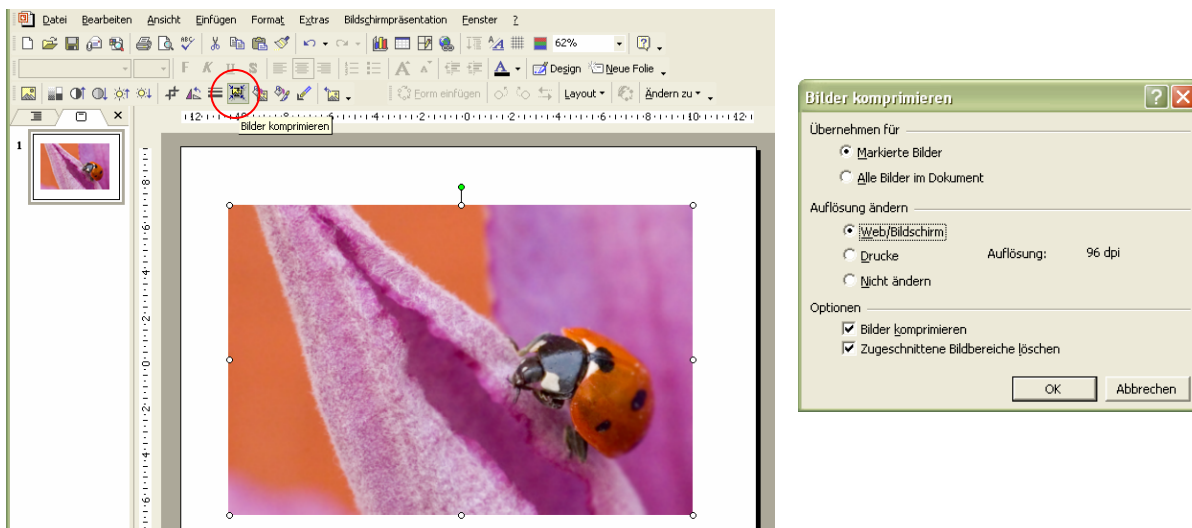 Datei Bearbeiten Ansicht Einfügen Format Extras Bildschirmpräsentation Fenster ?
62%
F K U S
Design Neue Folie
Form einfügen Layout Ändern zu
Bilder komprimieren
1
Bilder komprimieren
Übernehmen für
Markierte Bilder
Alle Bilder im Dokument
Auflösung ändern
Web/Bildschirm
Drucke Auflösung: 96 dpi
Nicht ändern
Optionen
Bilder komprimieren
Zugeschnittene Bildbereiche löschen
OK Abbrechen